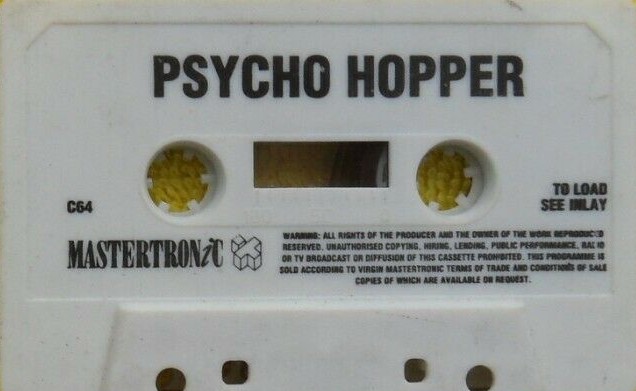 PSYCHO HOPPER
C64
TO LOAD
SEE INLAY
MASTERTRONiC
WARNING: ALL RIGHTS OF THE PRODUCER AND THE OWNER OF THE WORK REPRODUCED
RESERVED. UNAUTHORISED COPYING, HIRING, LENDING, PUBLIC PERFORMANCE, RADIO
OR TV BROADCAST OR DIFFUSION OF THIS CASSETTE PROHIBITED. THIS PROGRAMME IS
SOLD ACCORDING TO VIRGIN MASTERTRONIC TERMS OF TRADE AND CONDITIONS OF SALE
COPIES OF WHICH ARE AVAILABLE ON REQUEST.